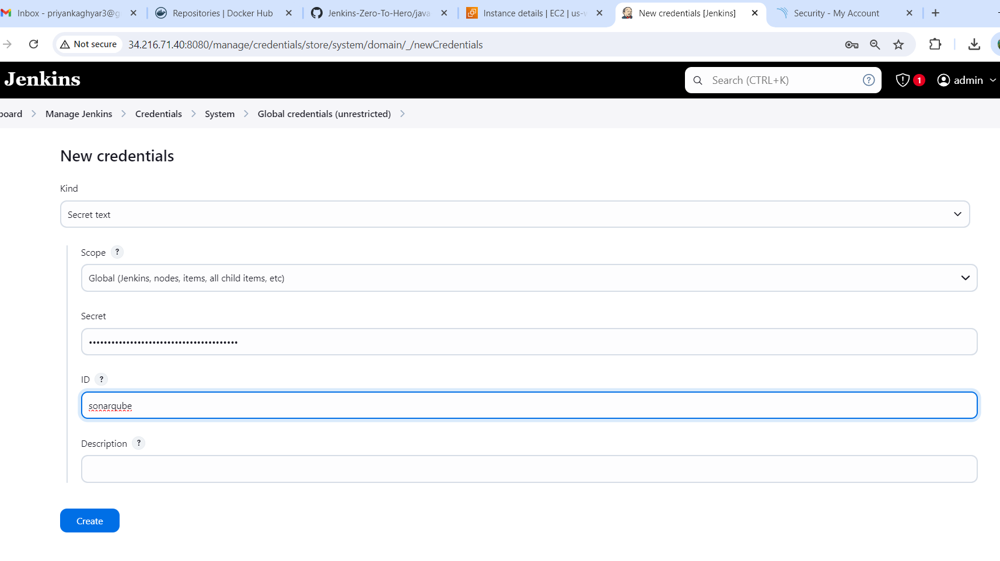 Inbox - priyankaghyar3@g
Repositories | Docker Hub
Jenkins-Zero-To-Hero/java
Instance details | EC2 | us-w
New credentials [Jenkins]
Security - My Account
Not secure
34.216.71.40:8080/manage/credentials/store/system/domain/_/newCredentials
Jenkins
Search (CTRL+K)
?
1
admin
board
Manage Jenkins
Credentials
System
Global credentials (unrestricted)
New credentials
Kind
Secret text
Scope ?
Global (Jenkins, nodes, items, all child items, etc)
Secret
••••••••••••••••••••••••••••••••••••••••
ID ?
sonarqube
Description ?
Create